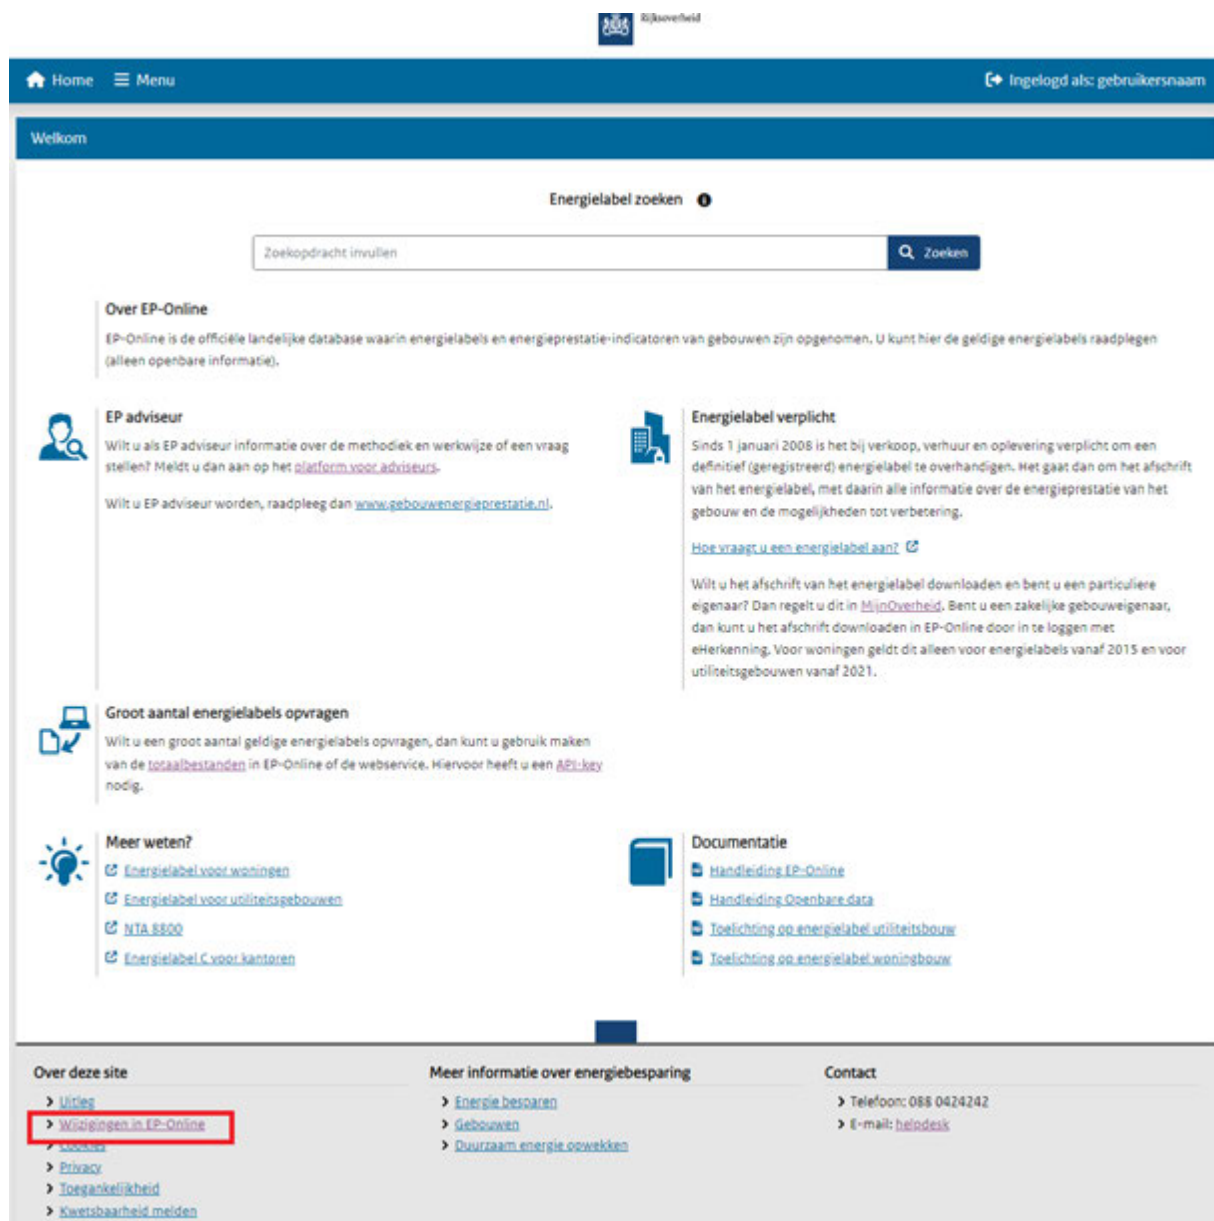 Rijksoverheid
Home Menu Ingelogd als: gebruikersnaam
Welkom
Energielabel zoeken
Zoekopdracht invullen Zoeken
Over EP-Online
EP-Online is de officiële landelijke database waarin energielabels en energieprestatie-indicatoren van gebouwen zijn opgenomen. U kunt hier de geldige energielabels raadplegen
(alleen openbare informatie).
EP adviseur
Wilt u als EP adviseur informatie over de methodiek en werkwijze of een vraag
stellen? Meldt u dan aan op het platform voor adviseurs.
Wilt u EP adviseur worden, raadpleeg dan www.gebouwenergieprestatie.nl.
Energielabel verplicht
Sinds 1 januari 2008 is het bij verkoop, verhuur en oplevering verplicht om een
definitief (geregistreerd) energielabel te overhandigen. Het gaat dan om het afschrift
van het energielabel, met daarin alle informatie over de energieprestatie van het
gebouw en de mogelijkheden tot verbetering.
Hoe vraagt u een energielabel aan?
Wilt u het afschrift van het energielabel downloaden en bent u een particuliere
eigenaar? Dan regelt u dit in MijnOverheid. Bent u een zakelijke gebouweigenaar,
dan kunt u het afschrift downloaden in EP-Online door in te loggen met
eHerkenning. Voor woningen geldt dit alleen voor energielabels vanaf 2015 en voor
utiliteitsgebouwen vanaf 2021.
Groot aantal energielabels opvragen
Wilt u een groot aantal geldige energielabels opvragen, dan kunt u gebruik maken
van de totaalbestanden in EP-Online of de webservice. Hiervoor heeft u een API-key
nodig.
Meer weten?
Energielabel voor woningen
Energielabel voor utiliteitsgebouwen
NTA 8800
Energielabel C voor kantoren
Documentatie
Handleiding EP-Online
Handleiding Openbare data
Toelichting op energielabel utiliteitsbouw
Toelichting op energielabel woningbouw
Over deze site
Uitleg
Wijzigingen in EP-Online
Cookies
Privacy
Toegankelijkheid
Kwetsbaarheid melden
Meer informatie over energiebesparing
Energie besparen
Gebouwen
Duurzaam energie opwekken
Contact
Telefoon: 088 0424242
E-mail: helpdesk